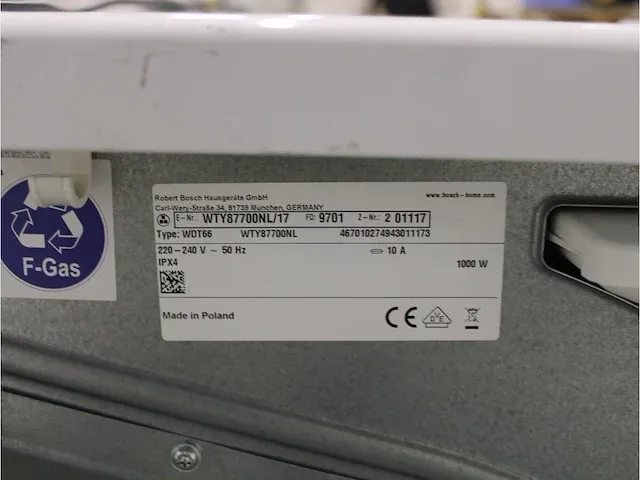 Robert Bosch Hausgeräte GmbH
www.bosch-home.com
Carl-Wery-Straße 34, 81739 München, GERMANY
E-Nr.: WTY87700NL/17 FD: 9701 Z-Nr.: 2 01117
Type: WDT66 WTY87700NL 467010274943011173
220-240 V ~ 50 Hz 10 A
IPX4 1000 W
Made in Poland
CE
VDE
F-Gas